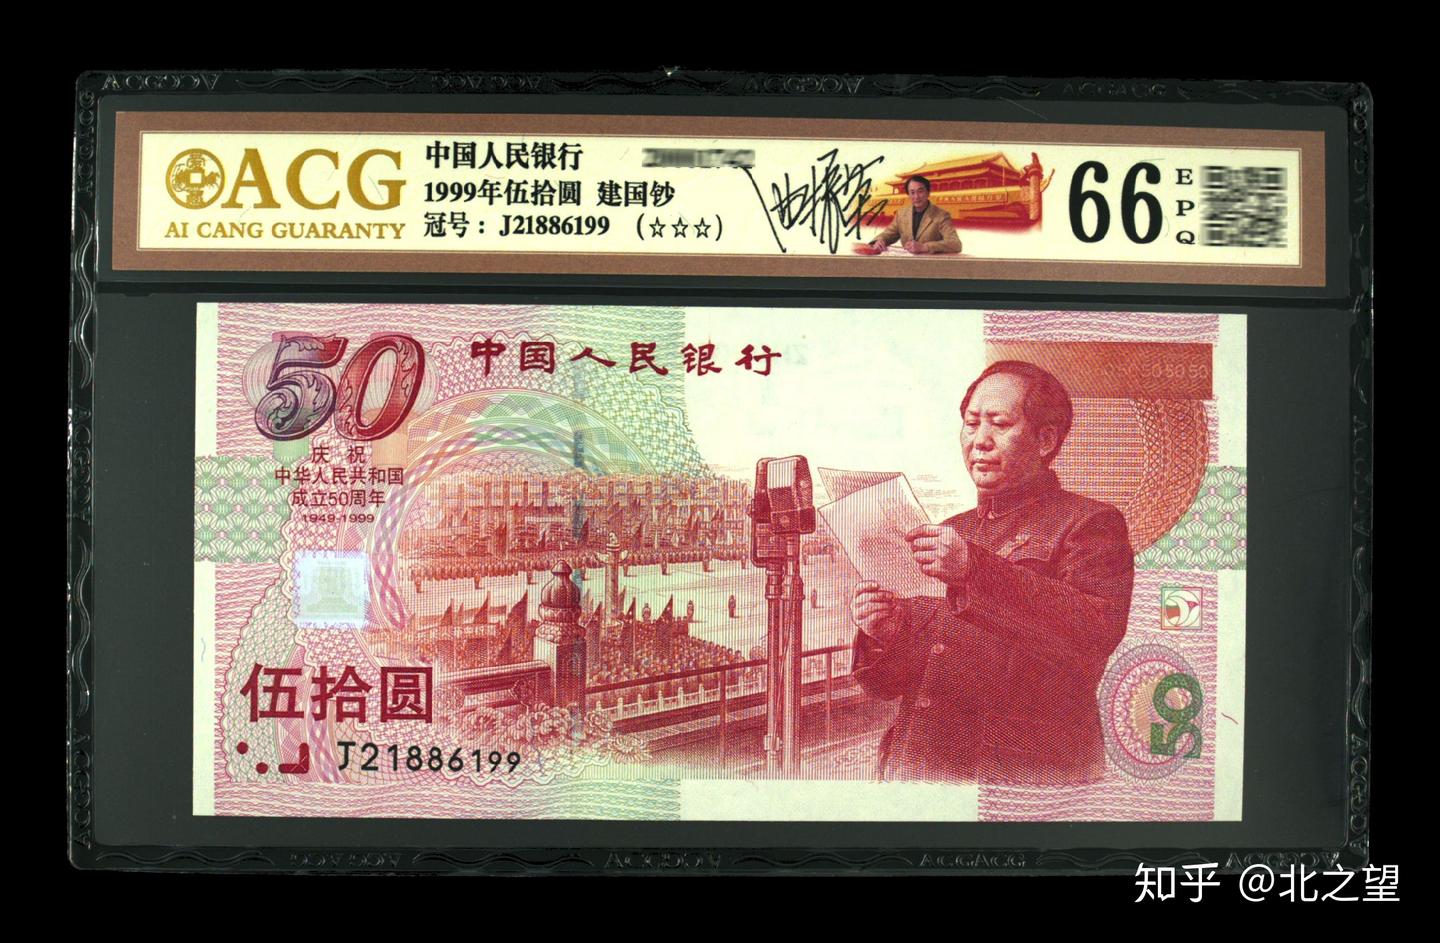 ACG
AI CANG GUARANTY
中国人民银行
1999年伍拾圆 建国钞
冠号：J21886199 （☆☆☆）
66
EPQ
50
中国人民银行
庆祝
中华人民共和国
成立50周年
1949-1999
50 50 50
伍拾圆
J21886199
50
知乎 @北之望